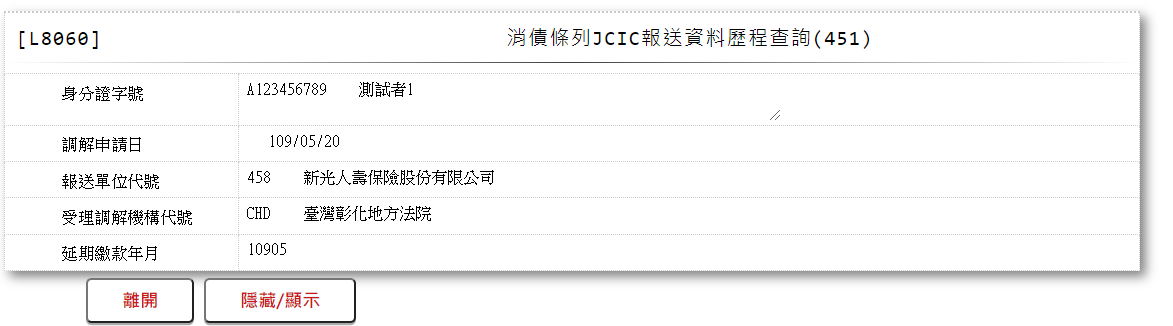 [L8060] 消債條列JCIC報送資料歷程查詢(451)
身分證字號 A123456789 測試者1
調解申請日 109/05/20
報送單位代號 458 新光人壽保險股份有限公司
受理調解機構代號 CHD 臺灣彰化地方法院
延期繳款年月 10905
離開 隱藏/顯示